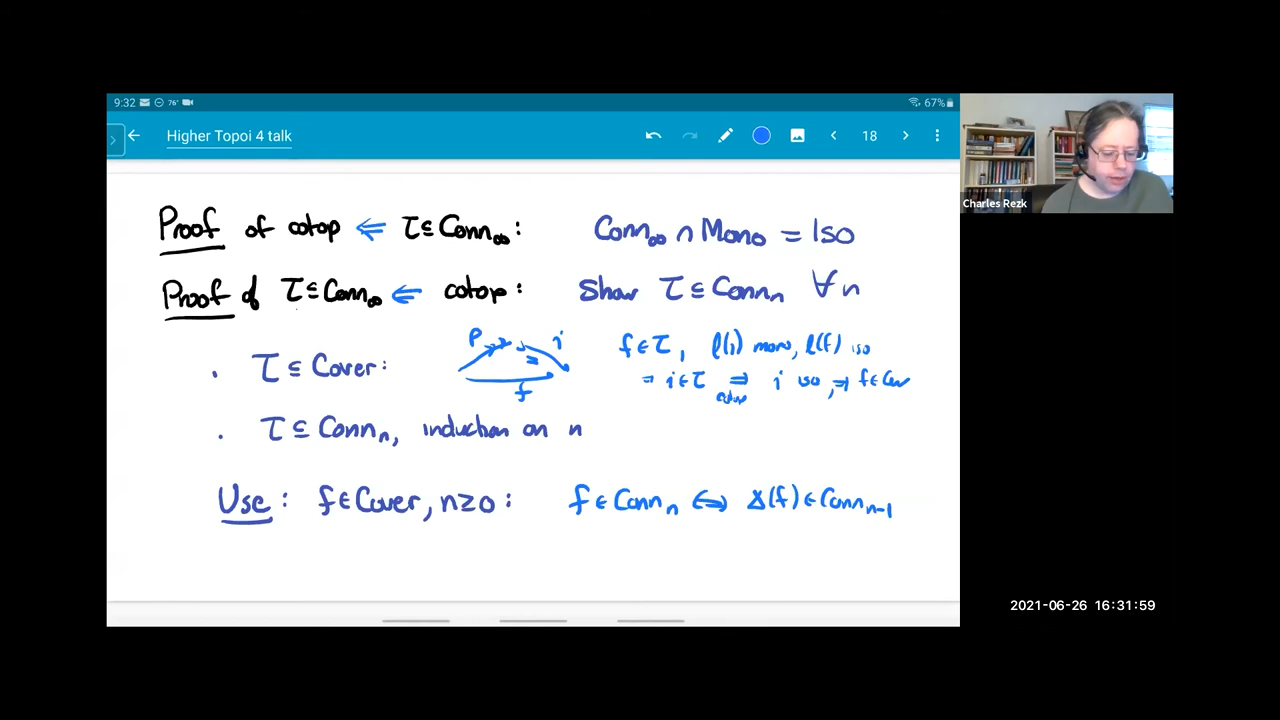 9:32 76° 67%
Higher Topoi 4 talk 18
Charles Rezk
Proof of cotop ⇐ τ ⊆ Conn∞ : Conn∞ ∩ Mono = Iso
Proof of τ ⊆ Conn∞ ⇐ cotop : Show τ ⊆ Connₙ ∀n
· τ ⊆ Cover : p i f f ∈ τ, l(i) mono, l(f) iso
⇒ i ∈ τ ⇒ i iso, ⇒ f ∈ Cov
cotop
· τ ⊆ Connₙ, induction on n
Use : f ∈ Cover, n ≥ 0 : f ∈ Connₙ ⇔ Δ(f) ∈ Connₙ₋₁
2021-06-26 16:31:59